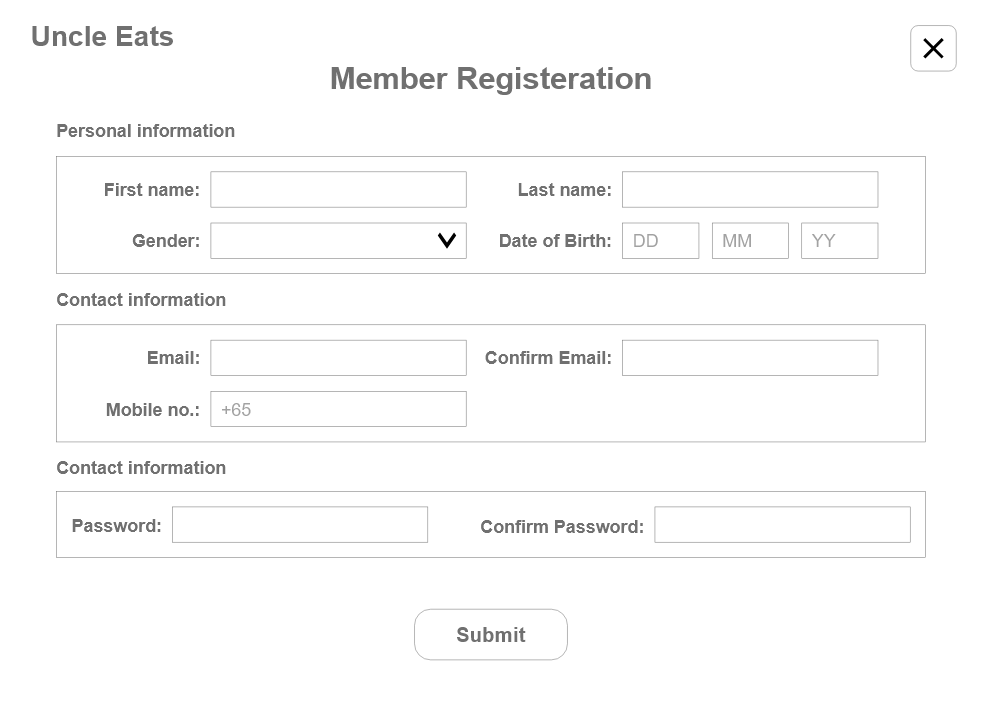 Uncle Eats
Member Registeration
Personal information
First name:
Last name:
Gender:
Date of Birth: DD MM YY
Contact information
Email:
Confirm Email:
Mobile no.: +65
Contact information
Password:
Confirm Password:
Submit